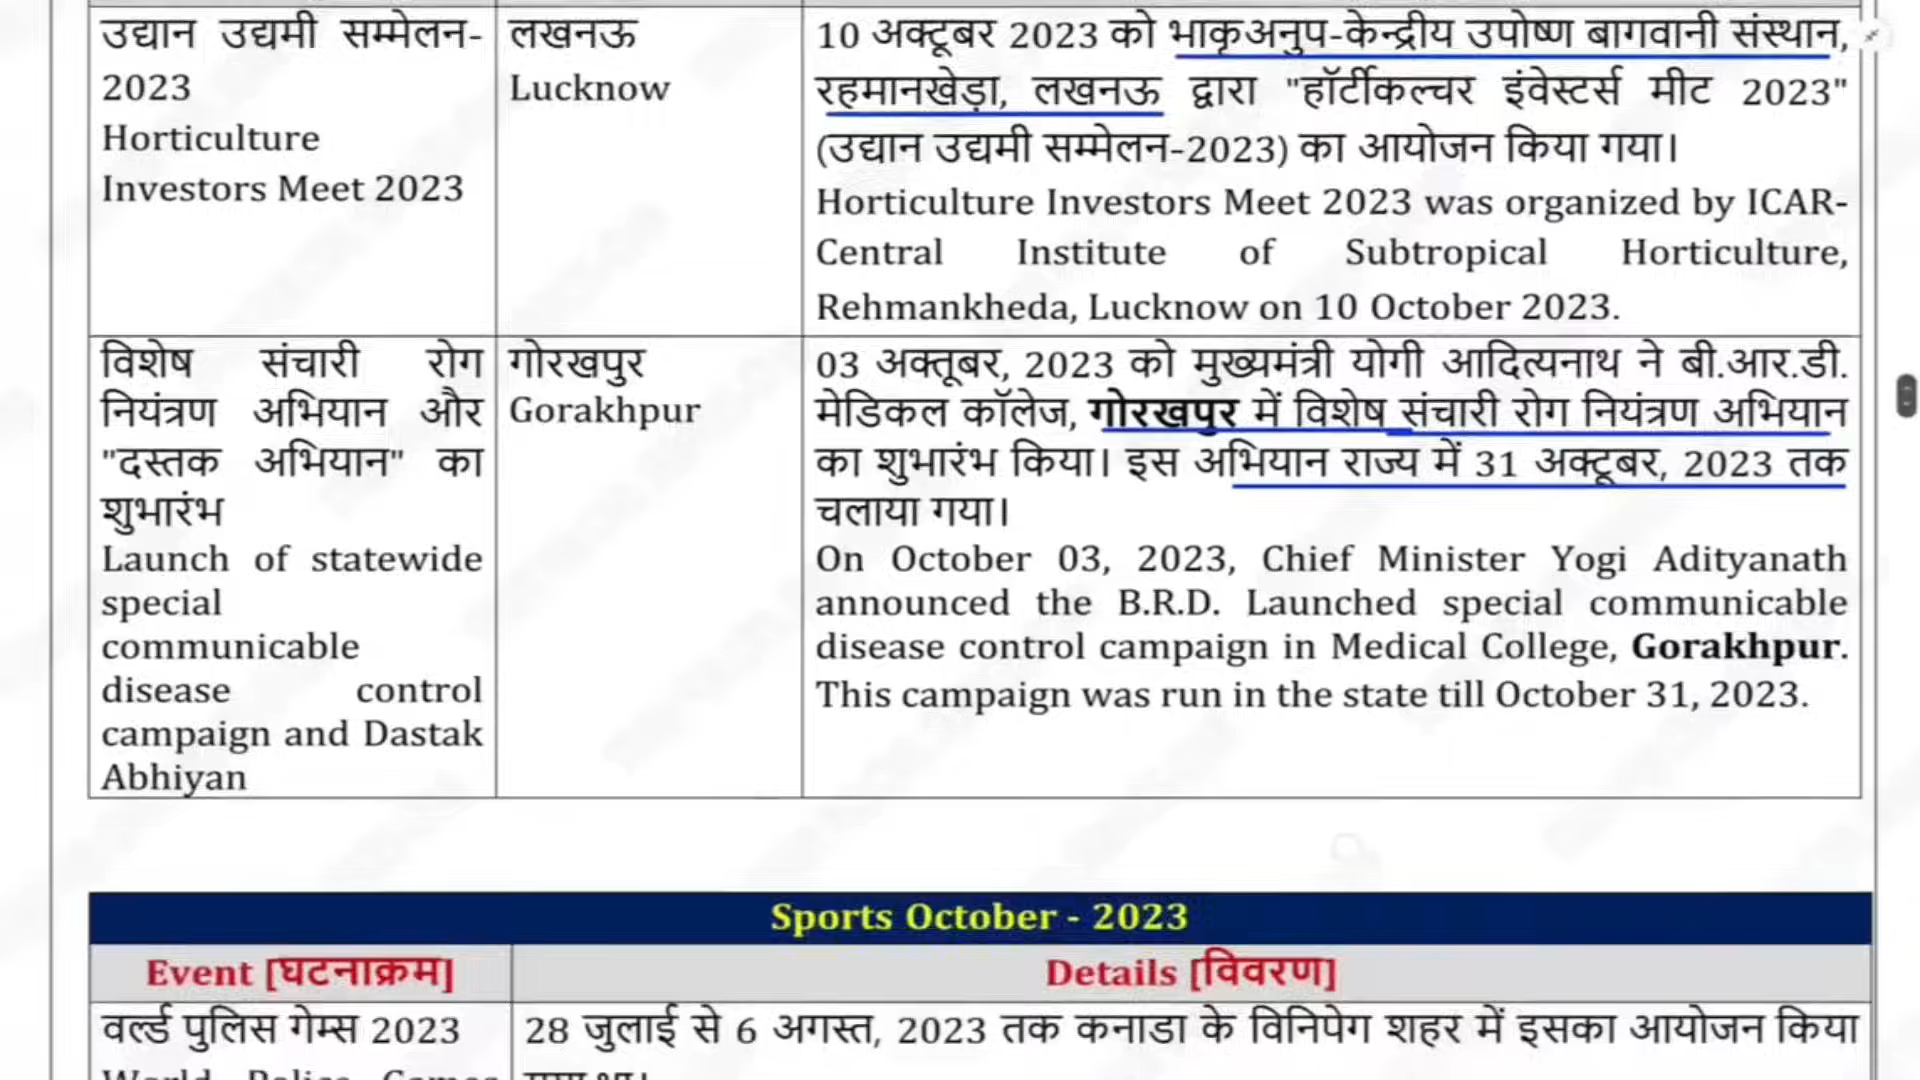 उद्यान उद्यमी सम्मेलन-
2023
Horticulture
Investors Meet 2023
लखनऊ
Lucknow
10 अक्टूबर 2023 को भाकृअनुप-केन्द्रीय उपोष्ण बागवानी संस्थान,
रहमानखेड़ा, लखनऊ द्वारा "हॉर्टीकल्चर इंवेस्टर्स मीट 2023"
(उद्यान उद्यमी सम्मेलन-2023) का आयोजन किया गया।
Horticulture Investors Meet 2023 was organized by ICAR-
Central Institute of Subtropical Horticulture,
Rehmankheda, Lucknow on 10 October 2023.
विशेष संचारी रोग
नियंत्रण अभियान और
"दस्तक अभियान" का
शुभारंभ
Launch of statewide
special
communicable
disease control
campaign and Dastak
Abhiyan
गोरखपुर
Gorakhpur
03 अक्तूबर, 2023 को मुख्यमंत्री योगी आदित्यनाथ ने बी.आर.डी.
मेडिकल कॉलेज, गोरखपुर में विशेष संचारी रोग नियंत्रण अभियान
का शुभारंभ किया। इस अभियान राज्य में 31 अक्टूबर, 2023 तक
चलाया गया।
On October 03, 2023, Chief Minister Yogi Adityanath
announced the B.R.D. Launched special communicable
disease control campaign in Medical College, Gorakhpur.
This campaign was run in the state till October 31, 2023.
Sports October - 2023
Event [घटनाक्रम]
Details [विवरण]
वर्ल्ड पुलिस गेम्स 2023
World Police Games
28 जुलाई से 6 अगस्त, 2023 तक कनाडा के विनिपेग शहर में इसका आयोजन किया
गया था।